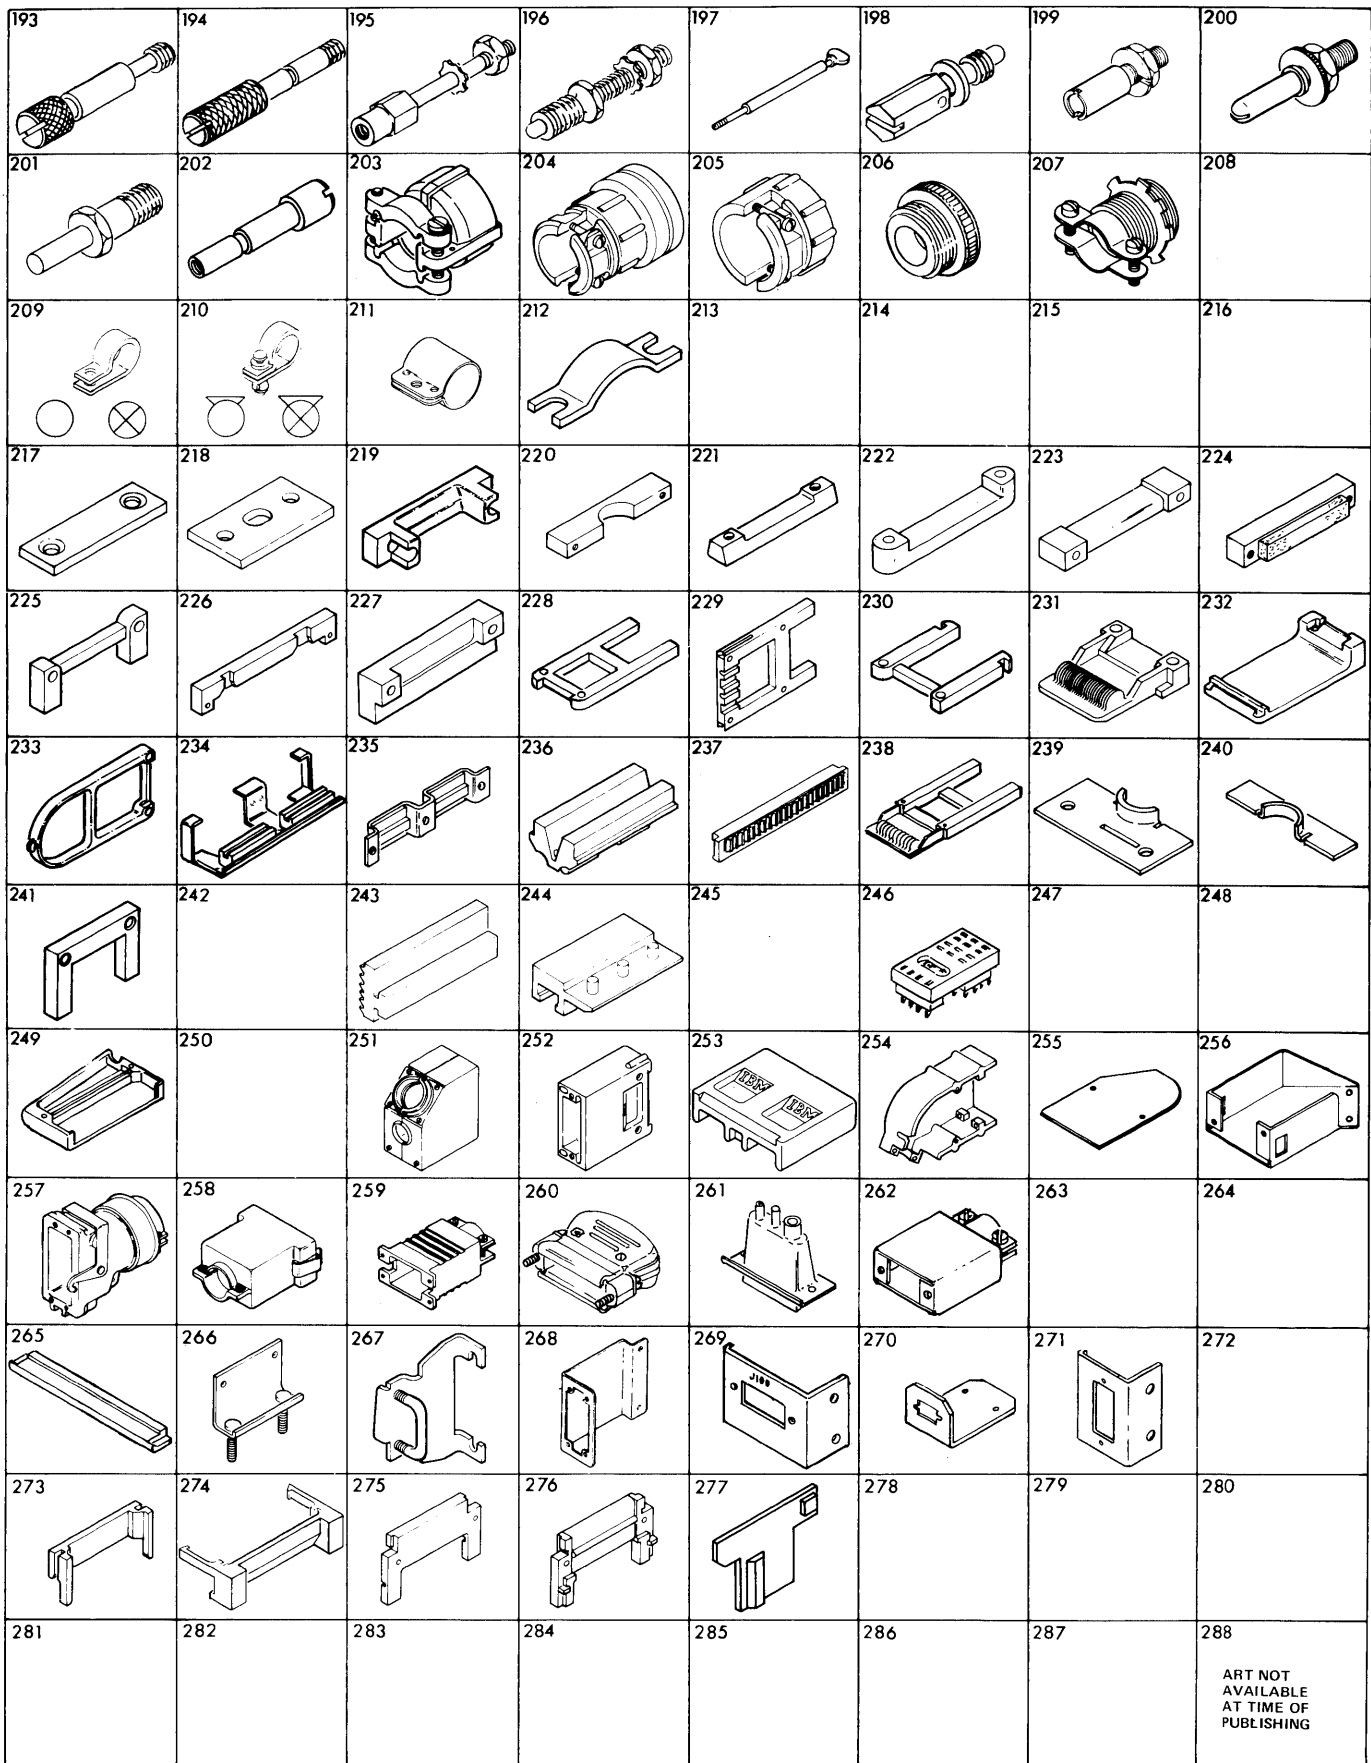 193 194 195 196 197 198 199 200
201 202 203 204 205 206 207 208
209 210 211 212 213 214 215 216
217 218 219 220 221 222 223 224
225 226 227 228 229 230 231 232
233 234 235 236 237 238 239 240
241 242 243 244 245 246 247 248
249 250 251 252 253 254 255 256
IBM
IBM
257 258 259 260 261 262 263 264
265 266 267 268 269 270 271 272
J100
273 274 275 276 277 278 279 280
281 282 283 284 285 286 287 288
ART NOT
AVAILABLE
AT TIME OF
PUBLISHING